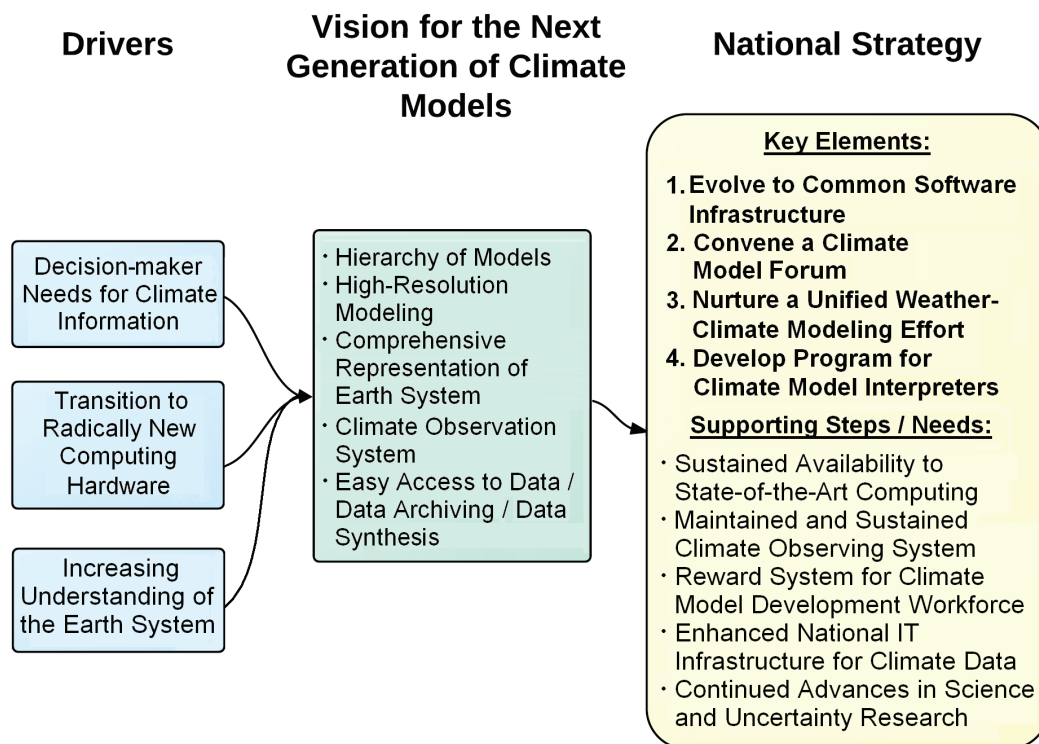 Drivers
Vision for the Next
Generation of Climate
Models
National Strategy
Decision-maker
Needs for Climate
Information
Transition to
Radically New
Computing
Hardware
Increasing
Understanding of
the Earth System
· Hierarchy of Models
· High-Resolution
Modeling
· Comprehensive
Representation of
Earth System
· Climate Observation
System
· Easy Access to Data /
Data Archiving / Data
Synthesis
Key Elements:
1. Evolve to Common Software
Infrastructure
2. Convene a Climate
Model Forum
3. Nurture a Unified Weather-
Climate Modeling Effort
4. Develop Program for
Climate Model Interpreters
Supporting Steps / Needs:
· Sustained Availability to
State-of-the-Art Computing
· Maintained and Sustained
Climate Observing System
· Reward System for Climate
Model Development Workforce
· Enhanced National IT
Infrastructure for Climate Data
· Continued Advances in Science
and Uncertainty Research